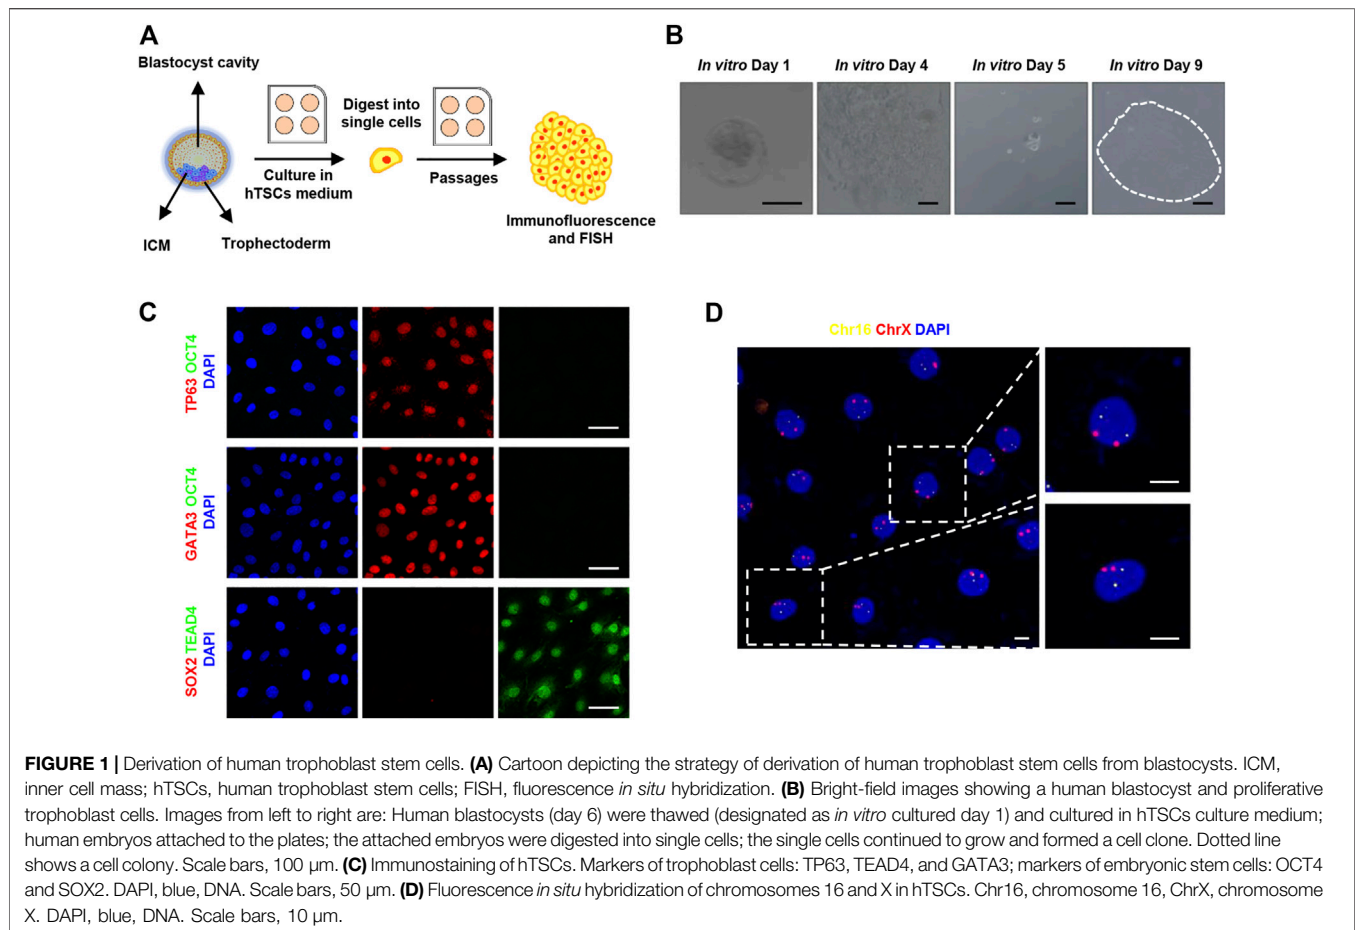 A
Blastocyst cavity
Digest into
single cells
Culture in
hTSCs medium
Passages
ICM
Trophectoderm
Immunofluorescence
and FISH
B
In vitro Day 1
In vitro Day 4
In vitro Day 5
In vitro Day 9
C
TP63 OCT4
DAPI
GATA3 OCT4
DAPI
SOX2 TEAD4
DAPI
D
Chr16 ChrX DAPI
FIGURE 1 | Derivation of human trophoblast stem cells. (A) Cartoon depicting the strategy of derivation of human trophoblast stem cells from blastocysts. ICM,
inner cell mass; hTSCs, human trophoblast stem cells; FISH, fluorescence in situ hybridization. (B) Bright-field images showing a human blastocyst and proliferative
trophoblast cells. Images from left to right are: Human blastocysts (day 6) were thawed (designated as in vitro cultured day 1) and cultured in hTSCs culture medium;
human embryos attached to the plates; the attached embryos were digested into single cells; the single cells continued to grow and formed a cell clone. Dotted line
shows a cell colony. Scale bars, 100 μm. (C) Immunostaining of hTSCs. Markers of trophoblast cells: TP63, TEAD4, and GATA3; markers of embryonic stem cells: OCT4
and SOX2. DAPI, blue, DNA. Scale bars, 50 μm. (D) Fluorescence in situ hybridization of chromosomes 16 and X in hTSCs. Chr16, chromosome 16, ChrX, chromosome
X. DAPI, blue, DNA. Scale bars, 10 μm.